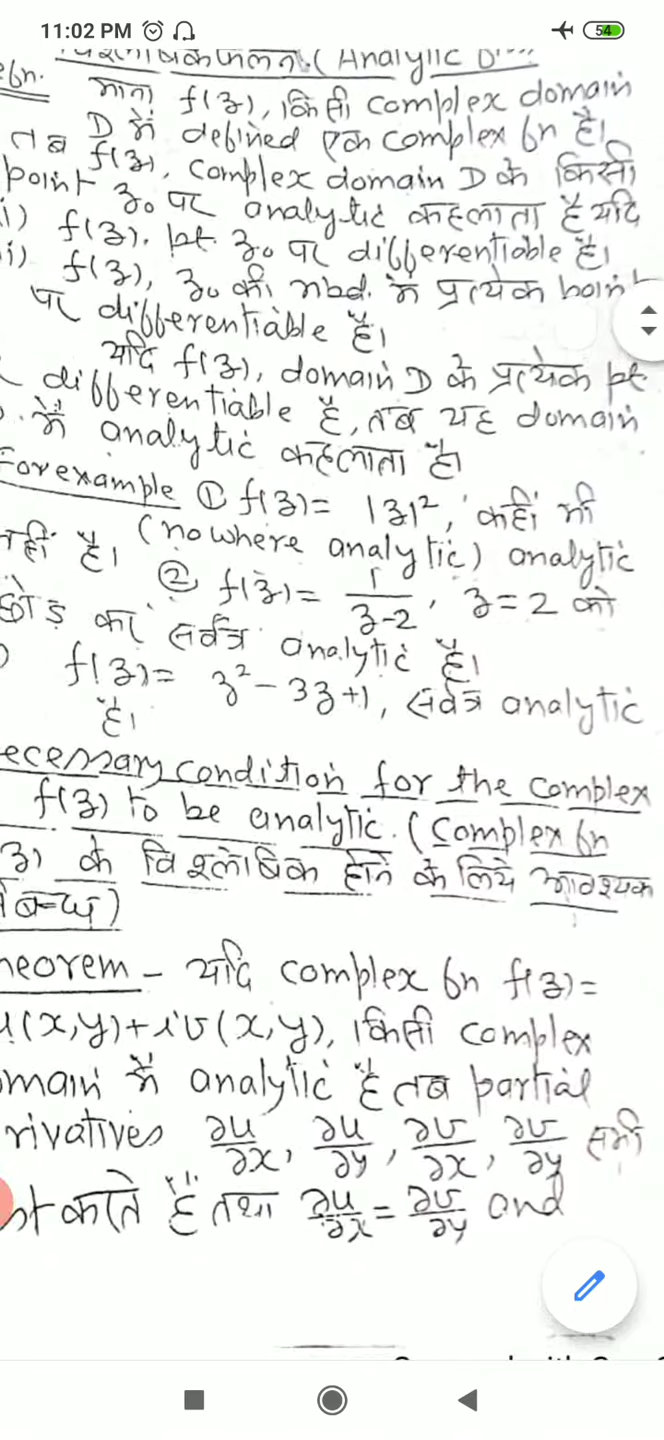 11:02 PM
54
(Analytic
माना f(z), किसी complex domain
D में defined एक complex fn है।
तब f(z), complex domain D के किसी
point z₀ पर analytic कहलाता है यदि
i) f(z), pt. z₀ पर differentiable है।
i) f(z), z₀ की nbd. में प्रत्येक point
पर differentiable है।
यदि f(z), domain D के प्रत्येक pt
differentiable है, तब यह domain
में analytic कहलाता है।
For example ① f(z) = |z|², कहीं भी
(nowhere analytic) analytic
नहीं है।
② f(z) = 1/(z-2), z=2 को
छोड़ कर सर्वत्र analytic है।
f(z) = z² - 3z + 1, सर्वत्र analytic
है।
ecessary condition for the complex
f(z) to be analytic. (Complex fn
z) के विश्लेषिक होने के लिये आवश्यक
heorem - यदि complex fn f(z) =
u(x,y)+iv(x,y), किसी complex
omain में analytic है तब partial
rivatives ∂u/∂x, ∂u/∂y, ∂v/∂x, ∂v/∂y सभी
करते हैं तथा ∂u/∂x = ∂v/∂y and